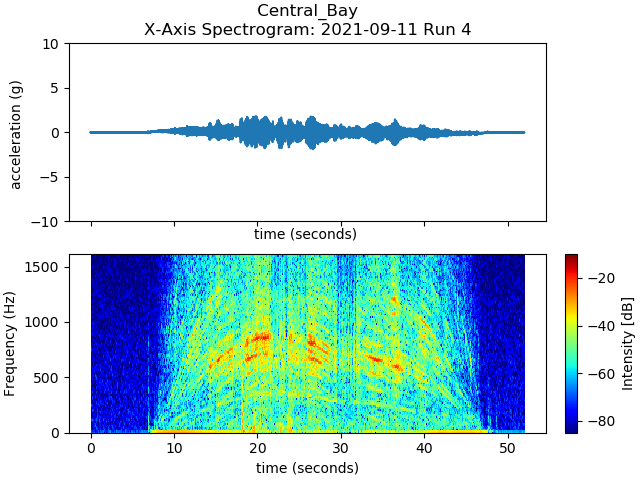 Central_Bay
X-Axis Spectrogram: 2021-09-11 Run 4
10
5
0
−5
−10
acceleration (g)
time (seconds)
1500
1000
500
0
Frequency (Hz)
0 10 20 30 40 50
time (seconds)
−20
−40
−60
−80
Intensity [dB]